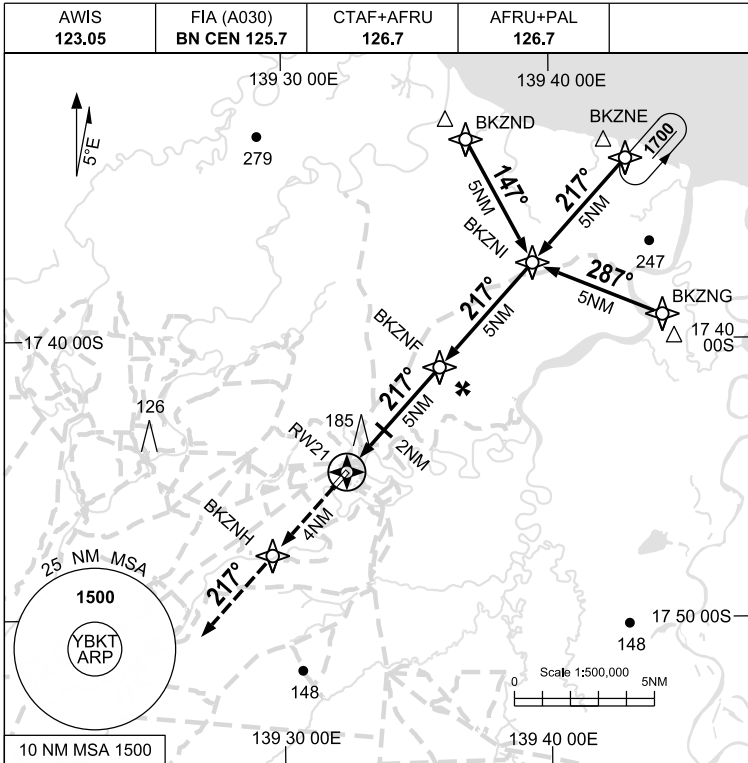 AWIS
123.05
FIA (A030)
BN CEN 125.7
CTAF+AFRU
126.7
AFRU+PAL
126.7
139 30 00E
139 40 00E
5°E
279
BKZND
BKZNE
1700
147°
5NM
217°
5NM
BKZNI
247
287°
5NM
BKZNG
217°
5NM
17 40 00S
17 40
00S
BKZNF
217°
5NM
126
185
2NM
RW21
4NM
BKZNH
217°
25 NM MSA
1500
YBKT
ARP
17 50 00S
148
148
Scale 1:500,000
0
5NM
10 NM MSA 1500
139 30 00E
139 40 00E